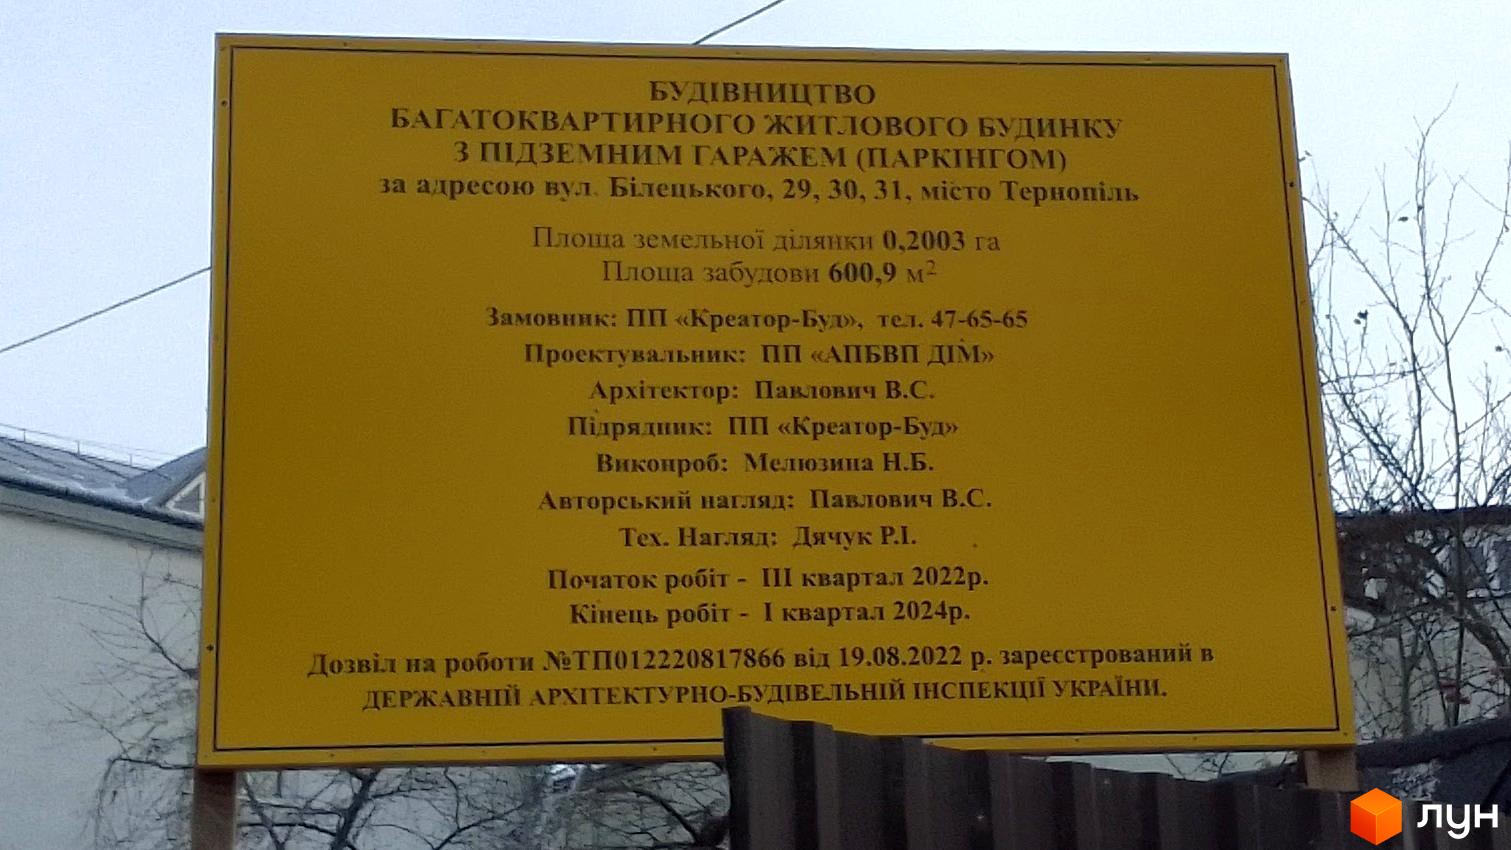 БУДІВНИЦТВО
БАГАТОКВАРТИРНОГО ЖИТЛОВОГО БУДИНКУ
З ПІДЗЕМНИМ ГАРАЖЕМ (ПАРКІНГОМ)
за адресою вул. Білецького, 29, 30, 31, місто Тернопіль
Площа земельної ділянки 0,2003 га
Площа забудови 600,9 м²
Замовник: ПП «Креатор-Буд», тел. 47-65-65
Проектувальник: ПП «АПБВП ДІМ»
Архітектор: Павлович В.С.
Підрядник: ПП «Креатор-Буд»
Виконроб: Мелюзина Н.Б.
Авторський нагляд: Павлович В.С.
Тех. Нагляд: Дячук Р.І.
Початок робіт - ІІІ квартал 2022р.
Кінець робіт - І квартал 2024р.
Дозвіл на роботи №ТП012220817866 від 19.08.2022 р. зареєстрований в
ДЕРЖАВНІЙ АРХІТЕКТУРНО-БУДІВЕЛЬНІЙ ІНСПЕКЦІЇ УКРАЇНИ.
лун